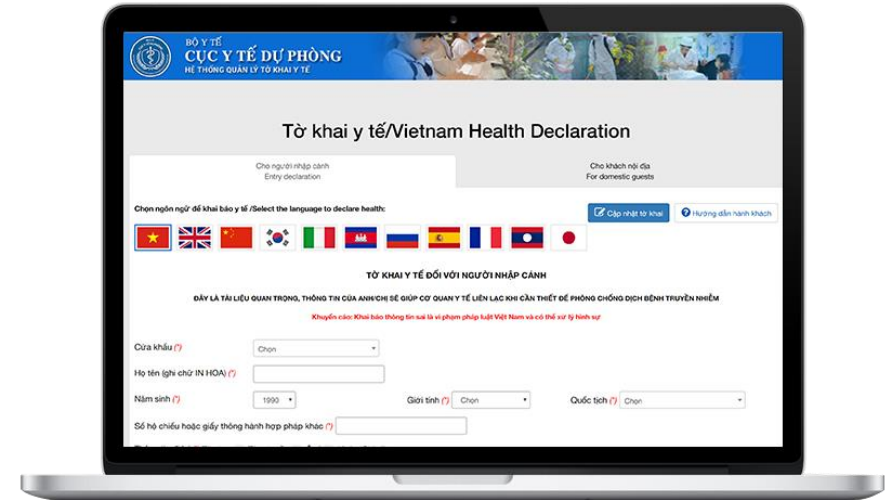 BỘ Y TẾ
CỤC Y TẾ DỰ PHÒNG
HỆ THỐNG QUẢN LÝ TỜ KHAI Y TẾ
Tờ khai y tế/Vietnam Health Declaration
Cho người nhập cảnh
Entry declaration
Cho khách nội địa
For domestic guests
Chọn ngôn ngữ để khai báo y tế /Select the language to declare health:
Cập nhật tờ khai
Hướng dẫn hành khách
TỜ KHAI Y TẾ ĐỐI VỚI NGƯỜI NHẬP CẢNH
ĐÂY LÀ TÀI LIỆU QUAN TRỌNG, THÔNG TIN CỦA ANH/CHỊ SẼ GIÚP CƠ QUAN Y TẾ LIÊN LẠC KHI CẦN THIẾT ĐỂ PHÒNG CHỐNG DỊCH BỆNH TRUYỀN NHIỄM
Khuyến cáo: Khai báo thông tin sai là vi phạm pháp luật Việt Nam và có thể xử lý hình sự
Cửa khẩu (*) Chọn
Họ tên (ghi chữ IN HOA) (*)
Năm sinh (*) 1990 Giới tính (*) Chọn Quốc tịch (*) Chọn
Số hộ chiếu hoặc giấy thông hành hợp pháp khác (*)